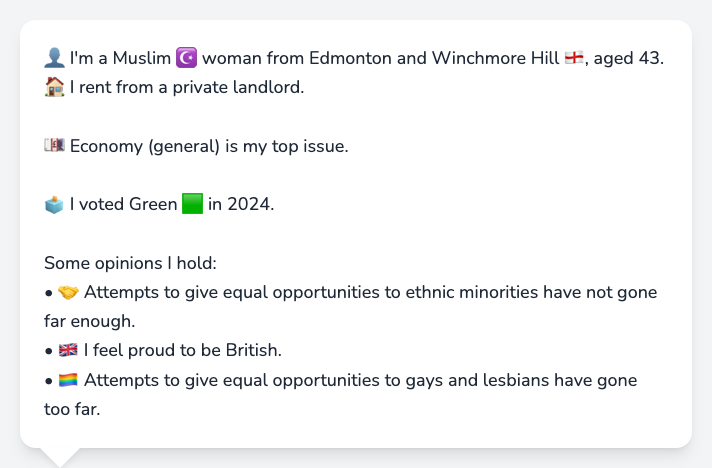 👤 I'm a Muslim ☪️ woman from Edmonton and Winchmore Hill 🏴󠁧󠁢󠁥󠁮󠁧󠁿, aged 43.
🏠 I rent from a private landlord.
💷 Economy (general) is my top issue.
🗳️ I voted Green 🟩 in 2024.
Some opinions I hold:
• 🤝 Attempts to give equal opportunities to ethnic minorities have not gone
far enough.
• 🇬🇧 I feel proud to be British.
• 🏳️‍🌈 Attempts to give equal opportunities to gays and lesbians have gone
too far.